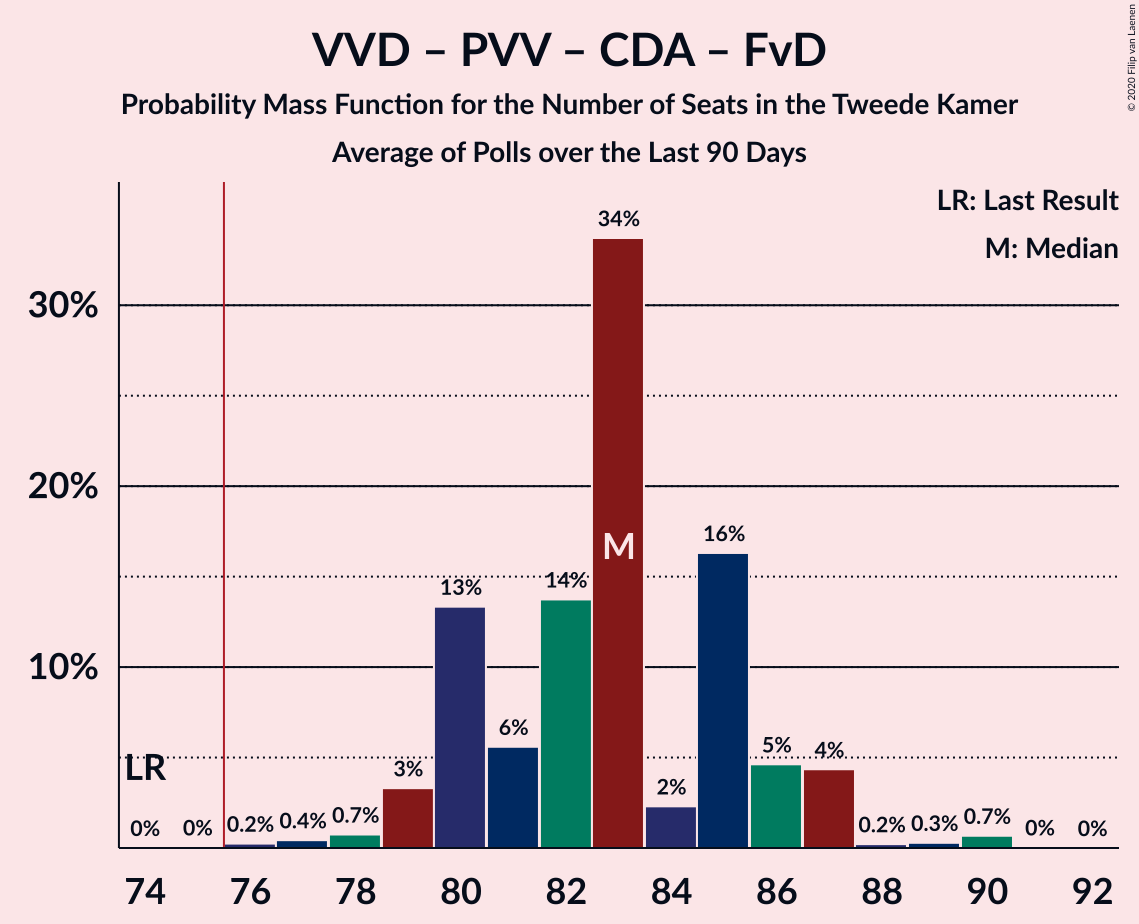 VVD – PVV – CDA – FvD
Probability Mass Function for the Number of Seats in the Tweede Kamer
Average of Polls over the Last 90 Days
© 2020 Filip van Laenen
LR: Last Result
M: Median
34%
30%
20%
M
16%
14%
13%
10%
6%
5%
4%
3%
2%
LR
0%
0%
0.2%
0.4%
0.7%
0.2%
0.3%
0.7%
0%
0%
74 76 78 80 82 84 86 88 90 92